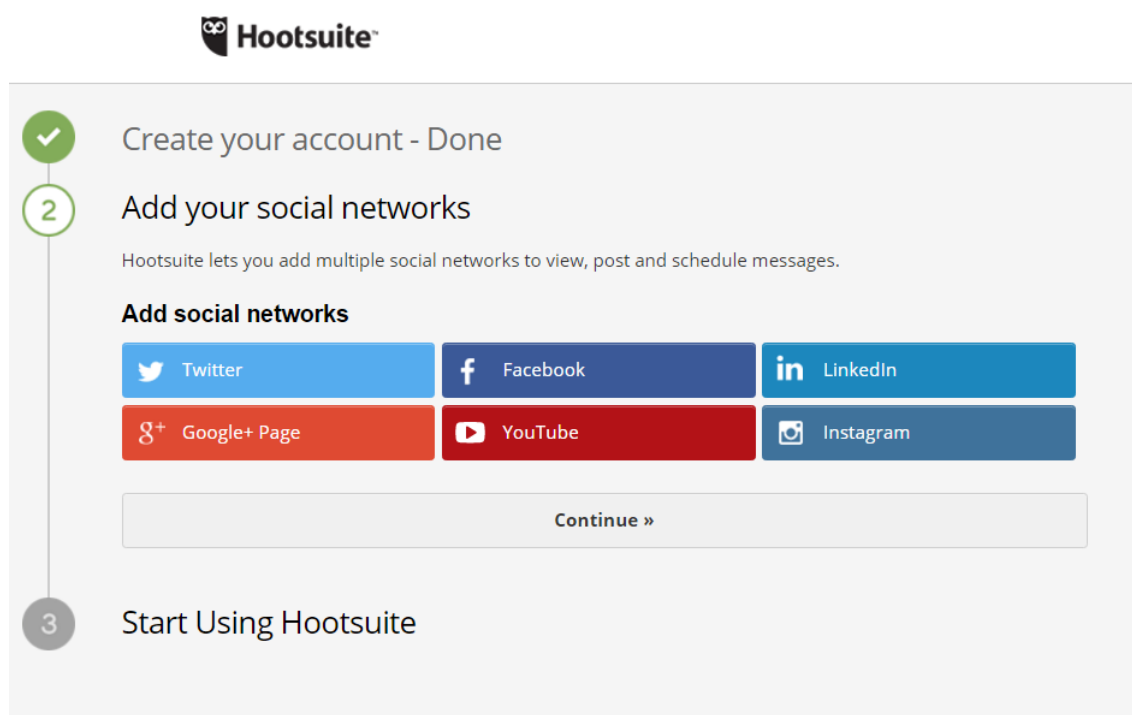 Hootsuite™
Create your account - Done
2
Add your social networks
Hootsuite lets you add multiple social networks to view, post and schedule messages.
Add social networks
Twitter
Facebook
LinkedIn
Google+ Page
YouTube
Instagram
Continue »
3
Start Using Hootsuite